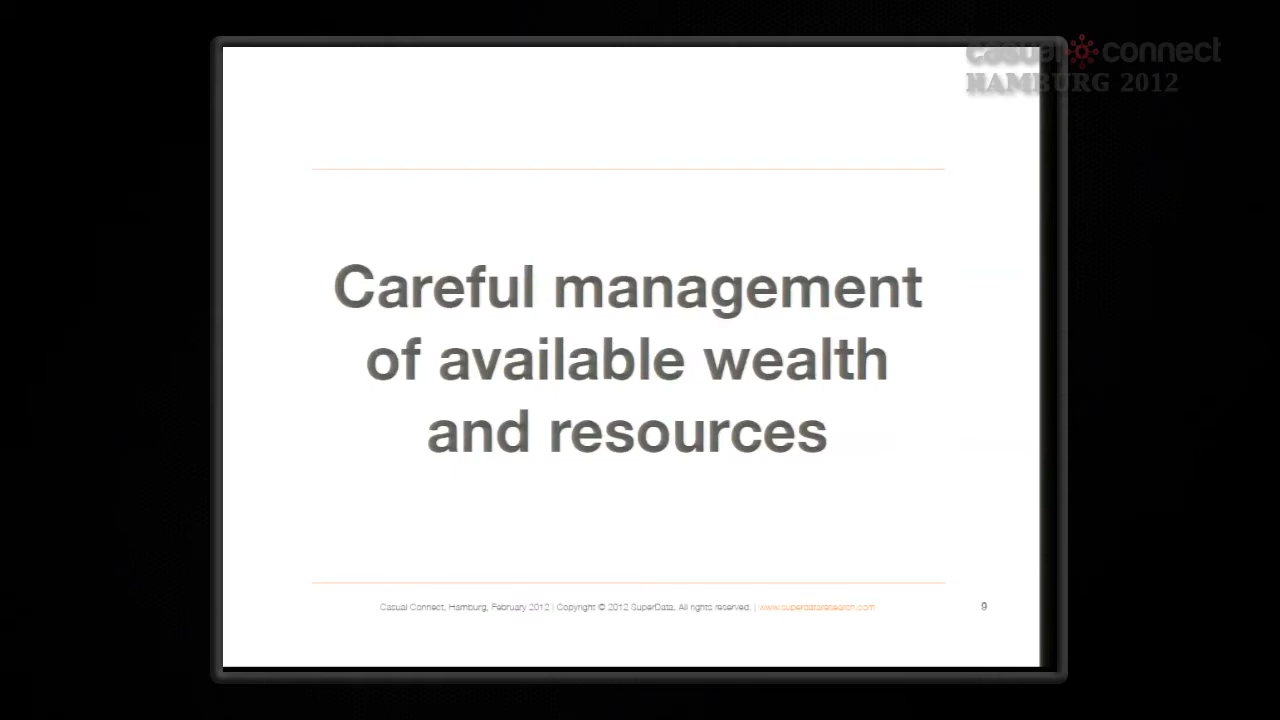 casual connect
HAMBURG 2012
Careful management
of available wealth
and resources
Casual Connect, Hamburg, February 2012 | Copyright © 2012 SuperData. All rights reserved. | www.superdataresearch.com
9